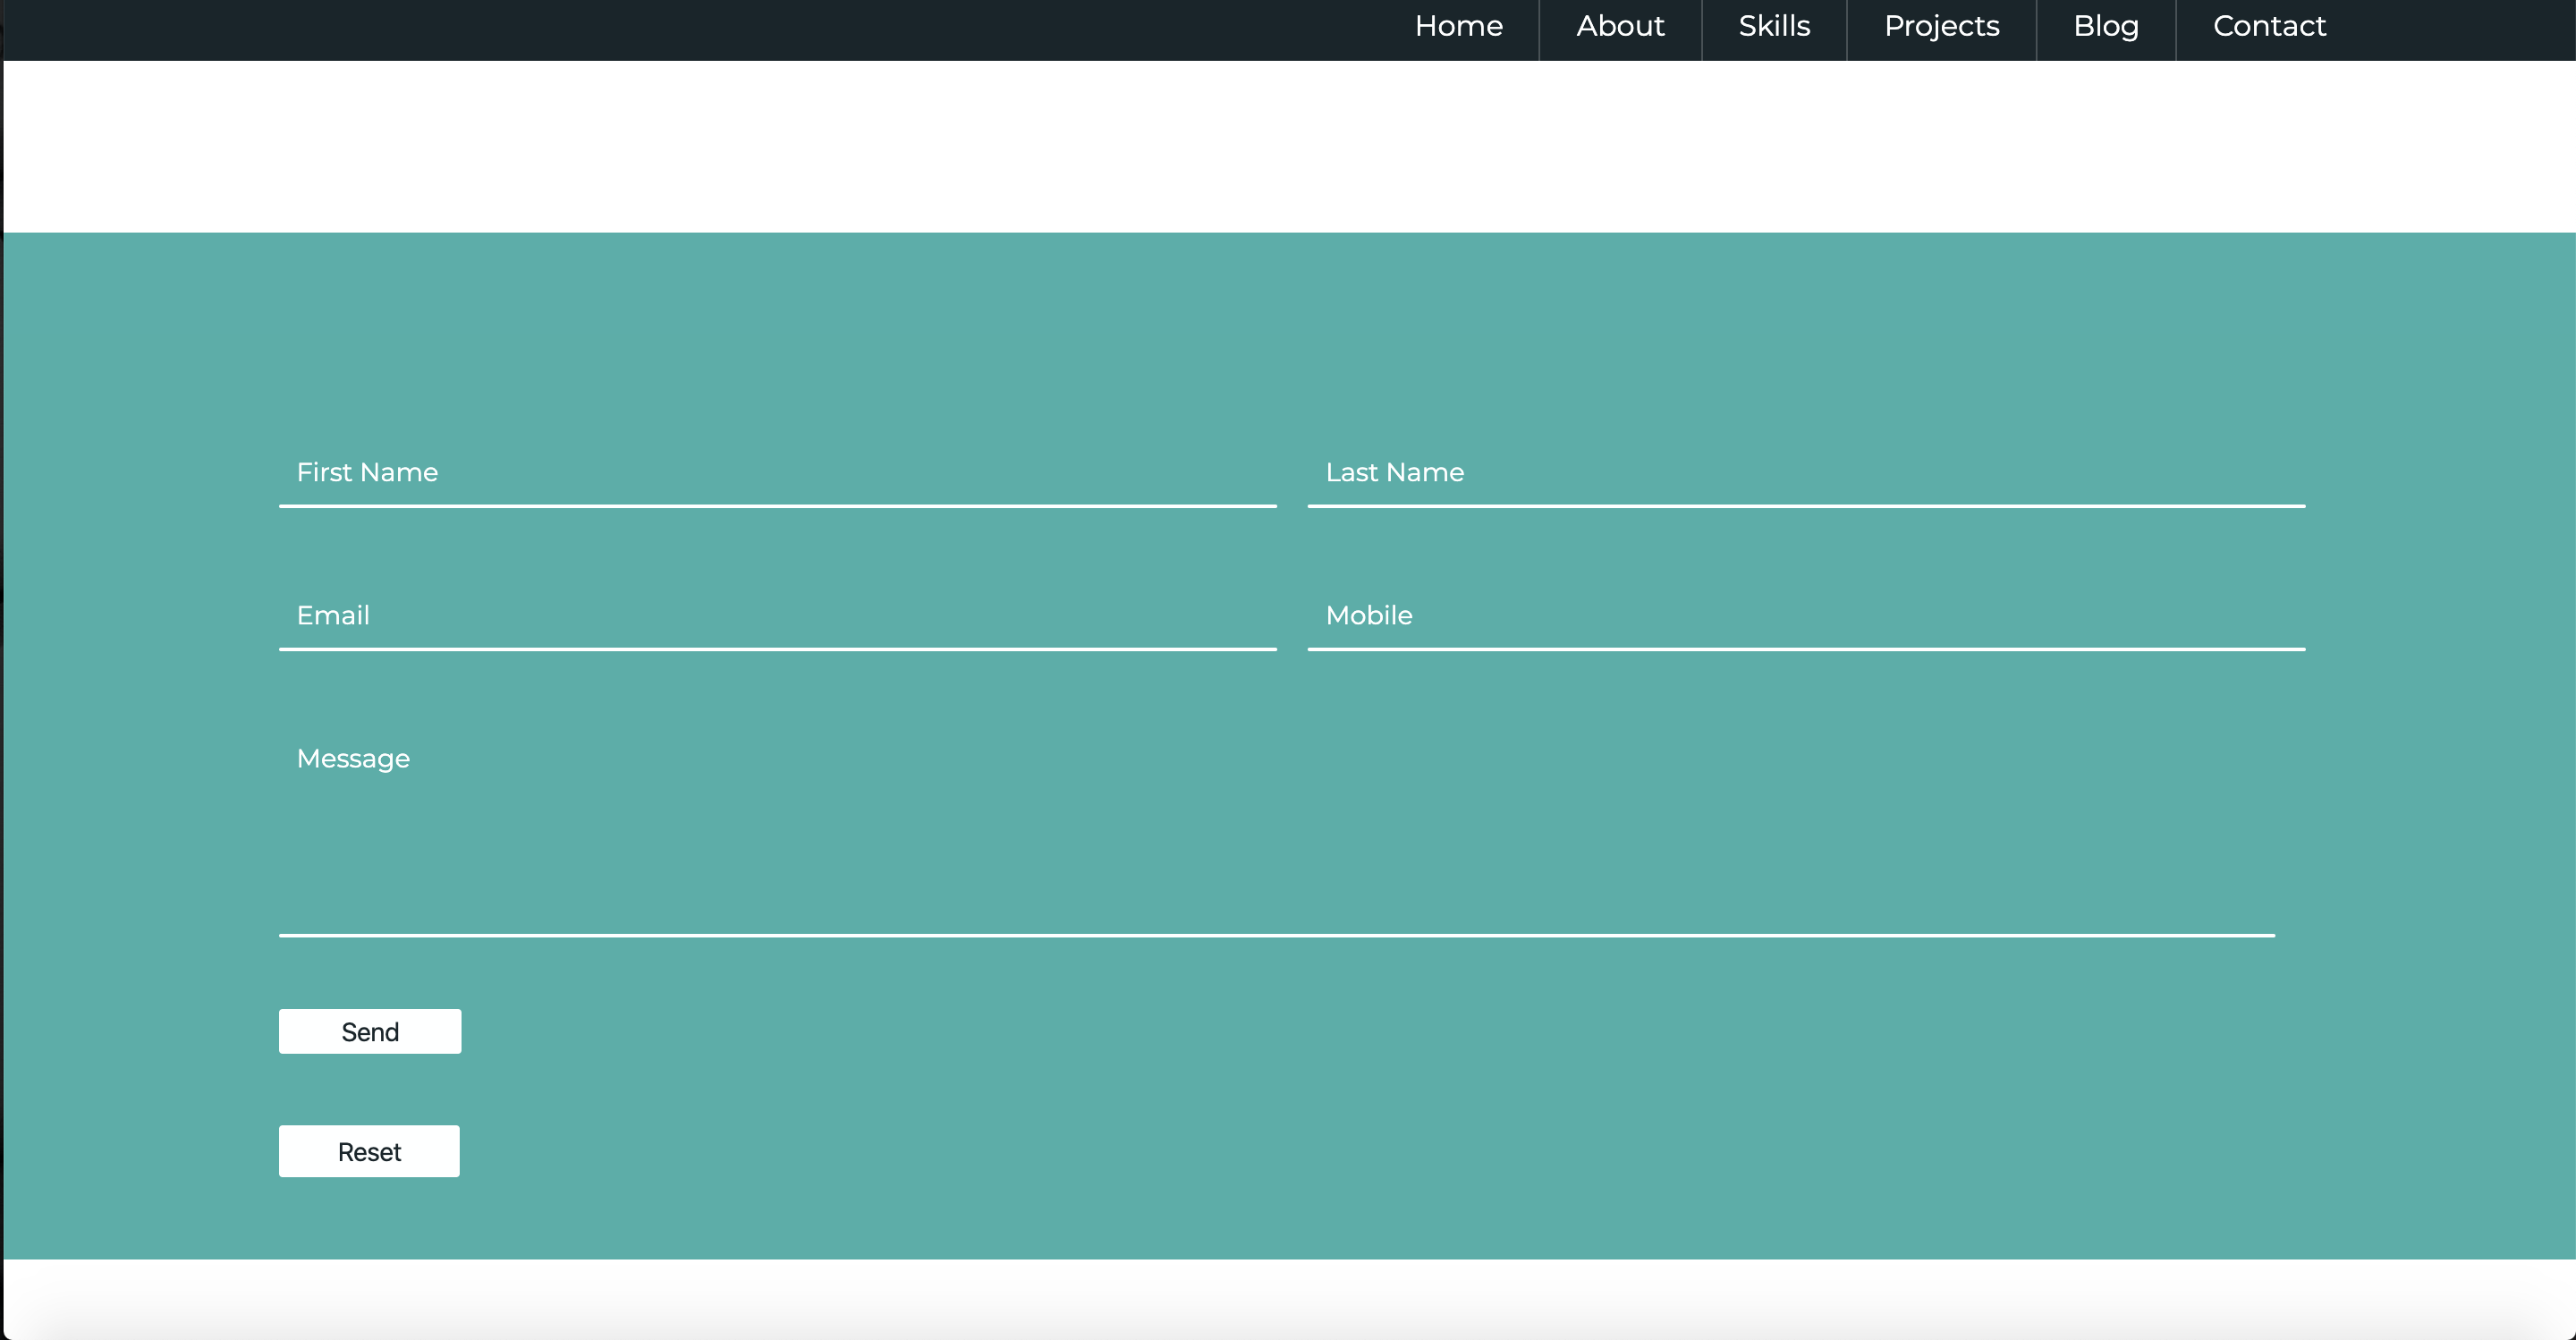 Home About Skills Projects Blog Contact
First Name Last Name
Email Mobile
Message
Send
Reset